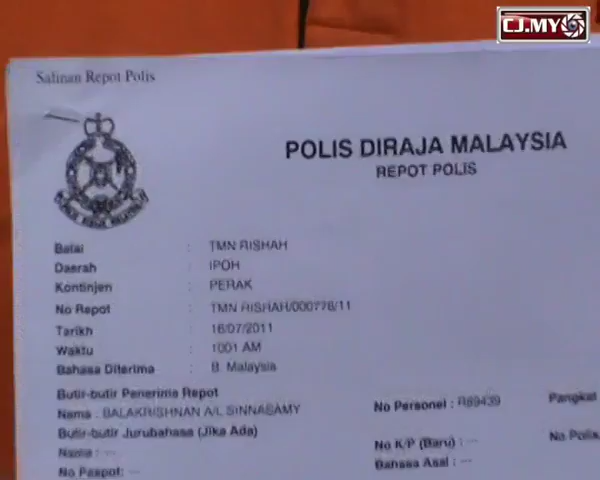 CJ.MY
Salinan Repot Polis
POLIS DIRAJA MALAYSIA
REPOT POLIS
Balai : TMN RISHAH
Daerah : IPOH
Kontinjen : PERAK
No Repot : TMN RISHAH/000776/11
Tarikh : 16/07/2011
Waktu : 1001 AM
Bahasa Diterima : B. Malaysia
Butir-butir Penerima Repot
Nama : BALAKRISHNAN A/L SINNASAMY No Personel : R89439 Pangkat
Butir-butir Jurubahasa (Jika Ada)
Nama : --- No K/P (Baru) : --- No Polis
No Paspot: --- Bahasa Asal : ---